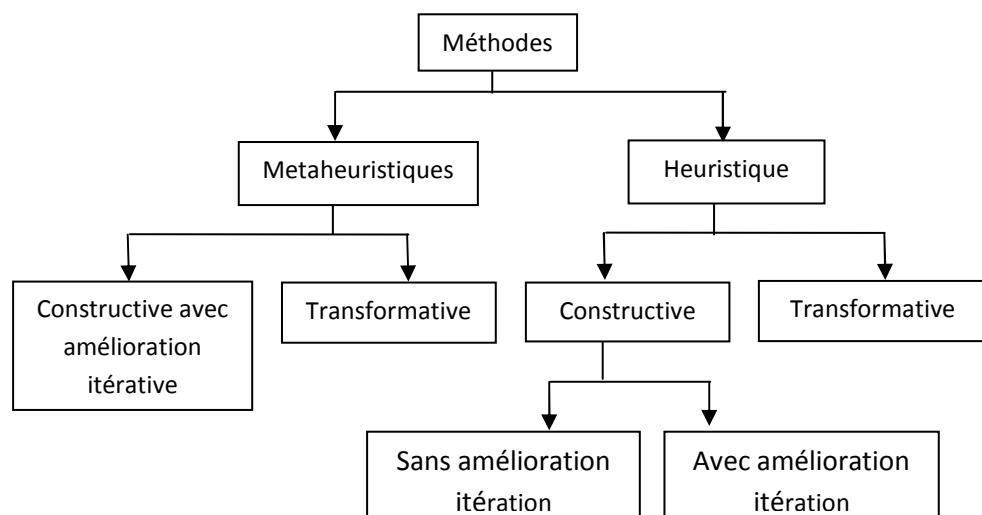 Méthodes
Metaheuristiques
Heuristique
Constructive avec
amélioration
itérative
Transformative
Constructive
Transformative
Sans amélioration
itération
Avec amélioration
itération